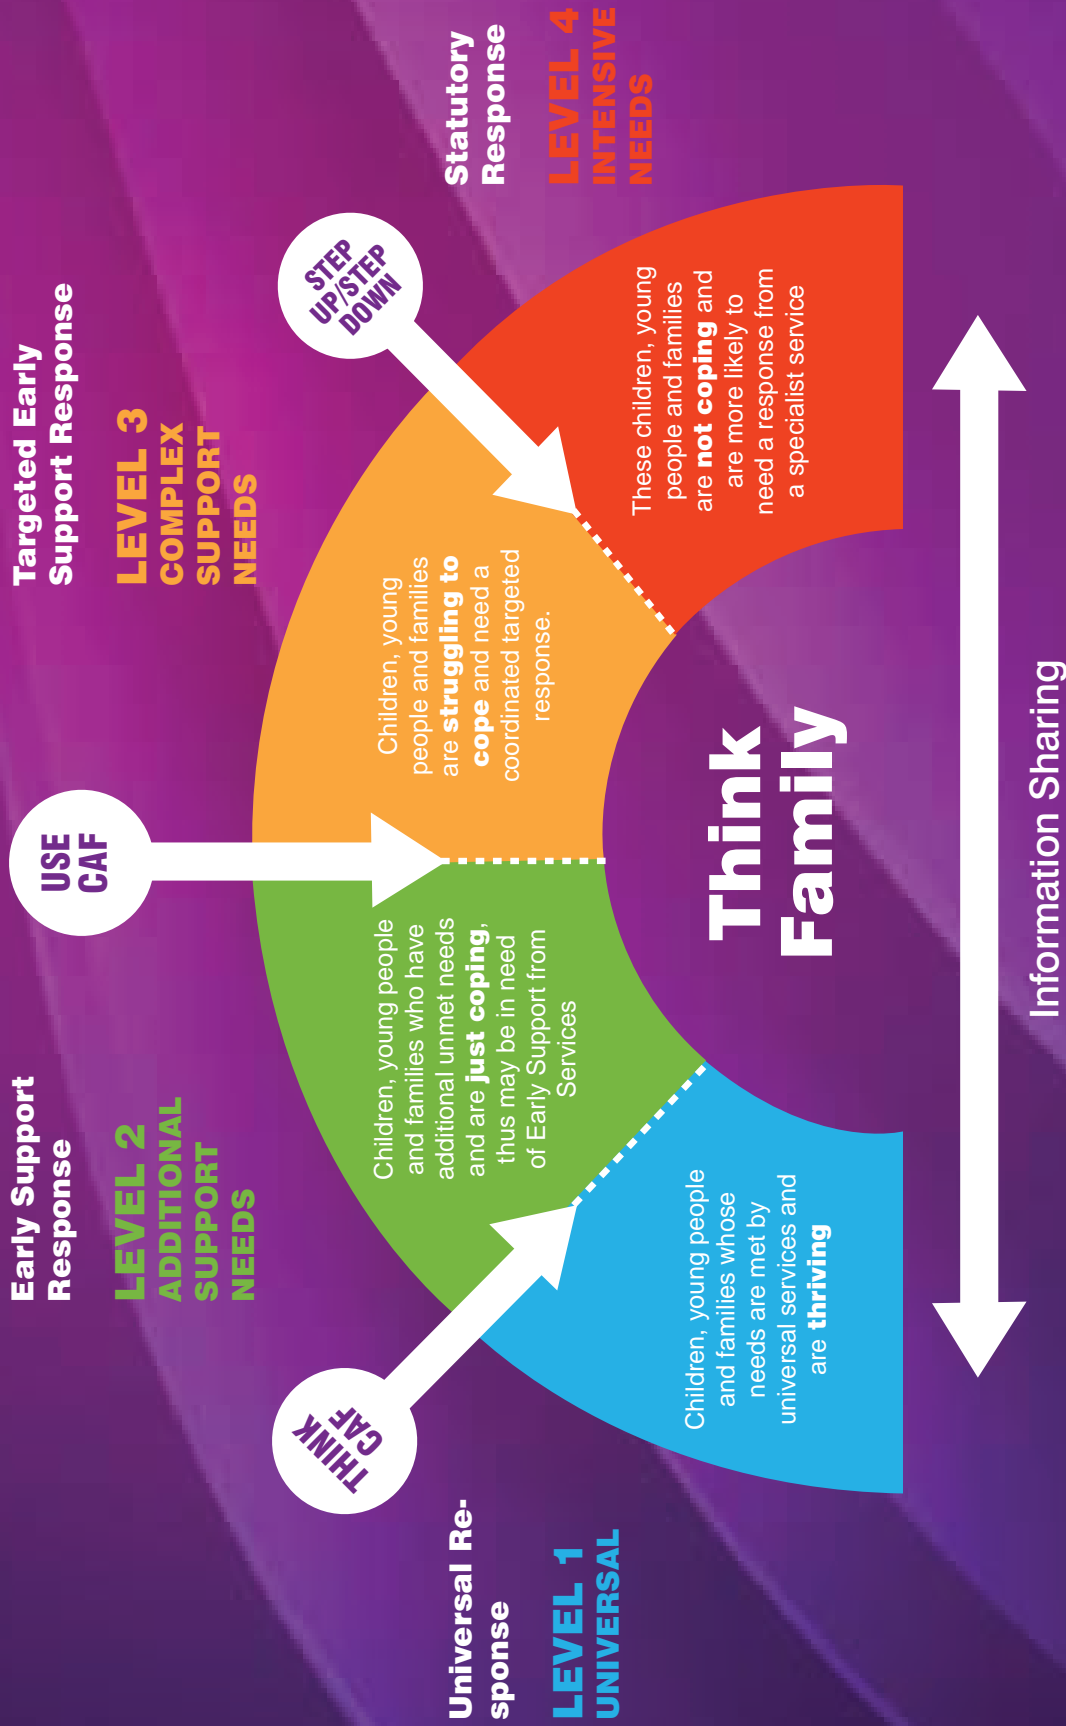 Universal Re-
sponse
LEVEL 1
UNIVERSAL
Children, young people
and families whose
needs are met by
universal services and
are thriving
THINK
CAF
Early Support
Response
LEVEL 2
ADDITIONAL
SUPPORT
NEEDS
Children, young people
and families who have
additional unmet needs
and are just coping,
thus may be in need
of Early Support from
Services
USE
CAF
Targeted Early
Support Response
LEVEL 3
COMPLEX
SUPPORT
NEEDS
Children, young
people and families
are struggling to
cope and need a
coordinated targeted
response.
STEP
UP/STEP
DOWN
Statutory
Response
LEVEL 4
INTENSIVE
NEEDS
These children, young
people and families
are not coping and
are more likely to
need a response from
a specialist service
Think
Family
Information Sharing